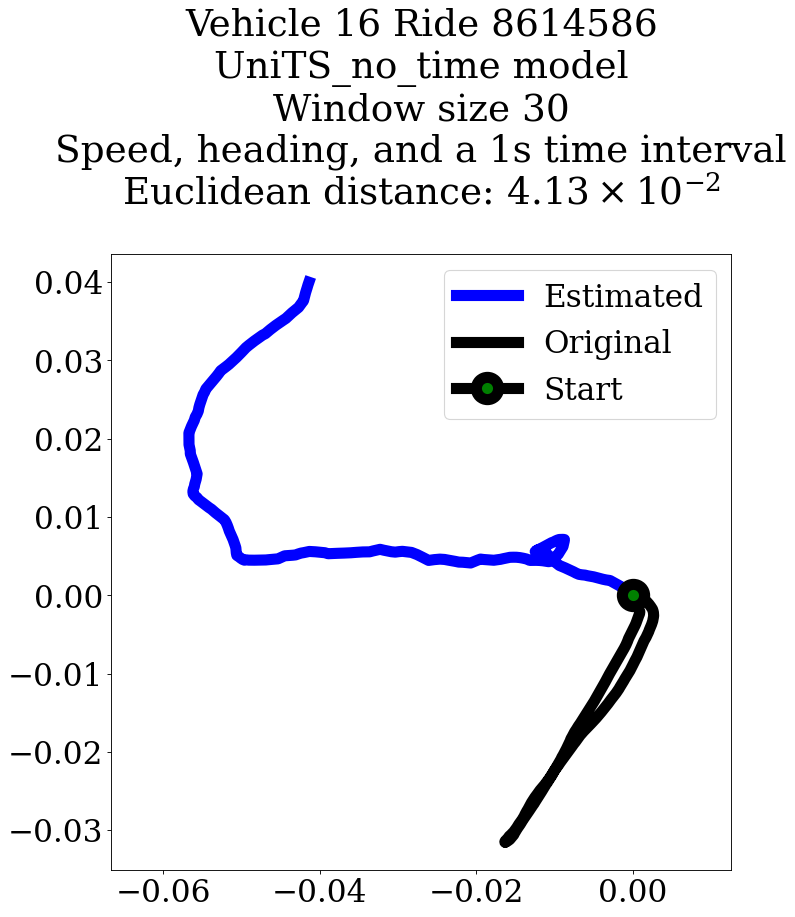 Vehicle 16 Ride 8614586
UniTS_no_time model
Window size 30
Speed, heading, and a 1s time interval
Euclidean distance: 4.13 × 10⁻²
0.04
0.03
0.02
0.01
0.00
−0.01
−0.02
−0.03
Estimated
Original
Start
−0.06 −0.04 −0.02 0.00